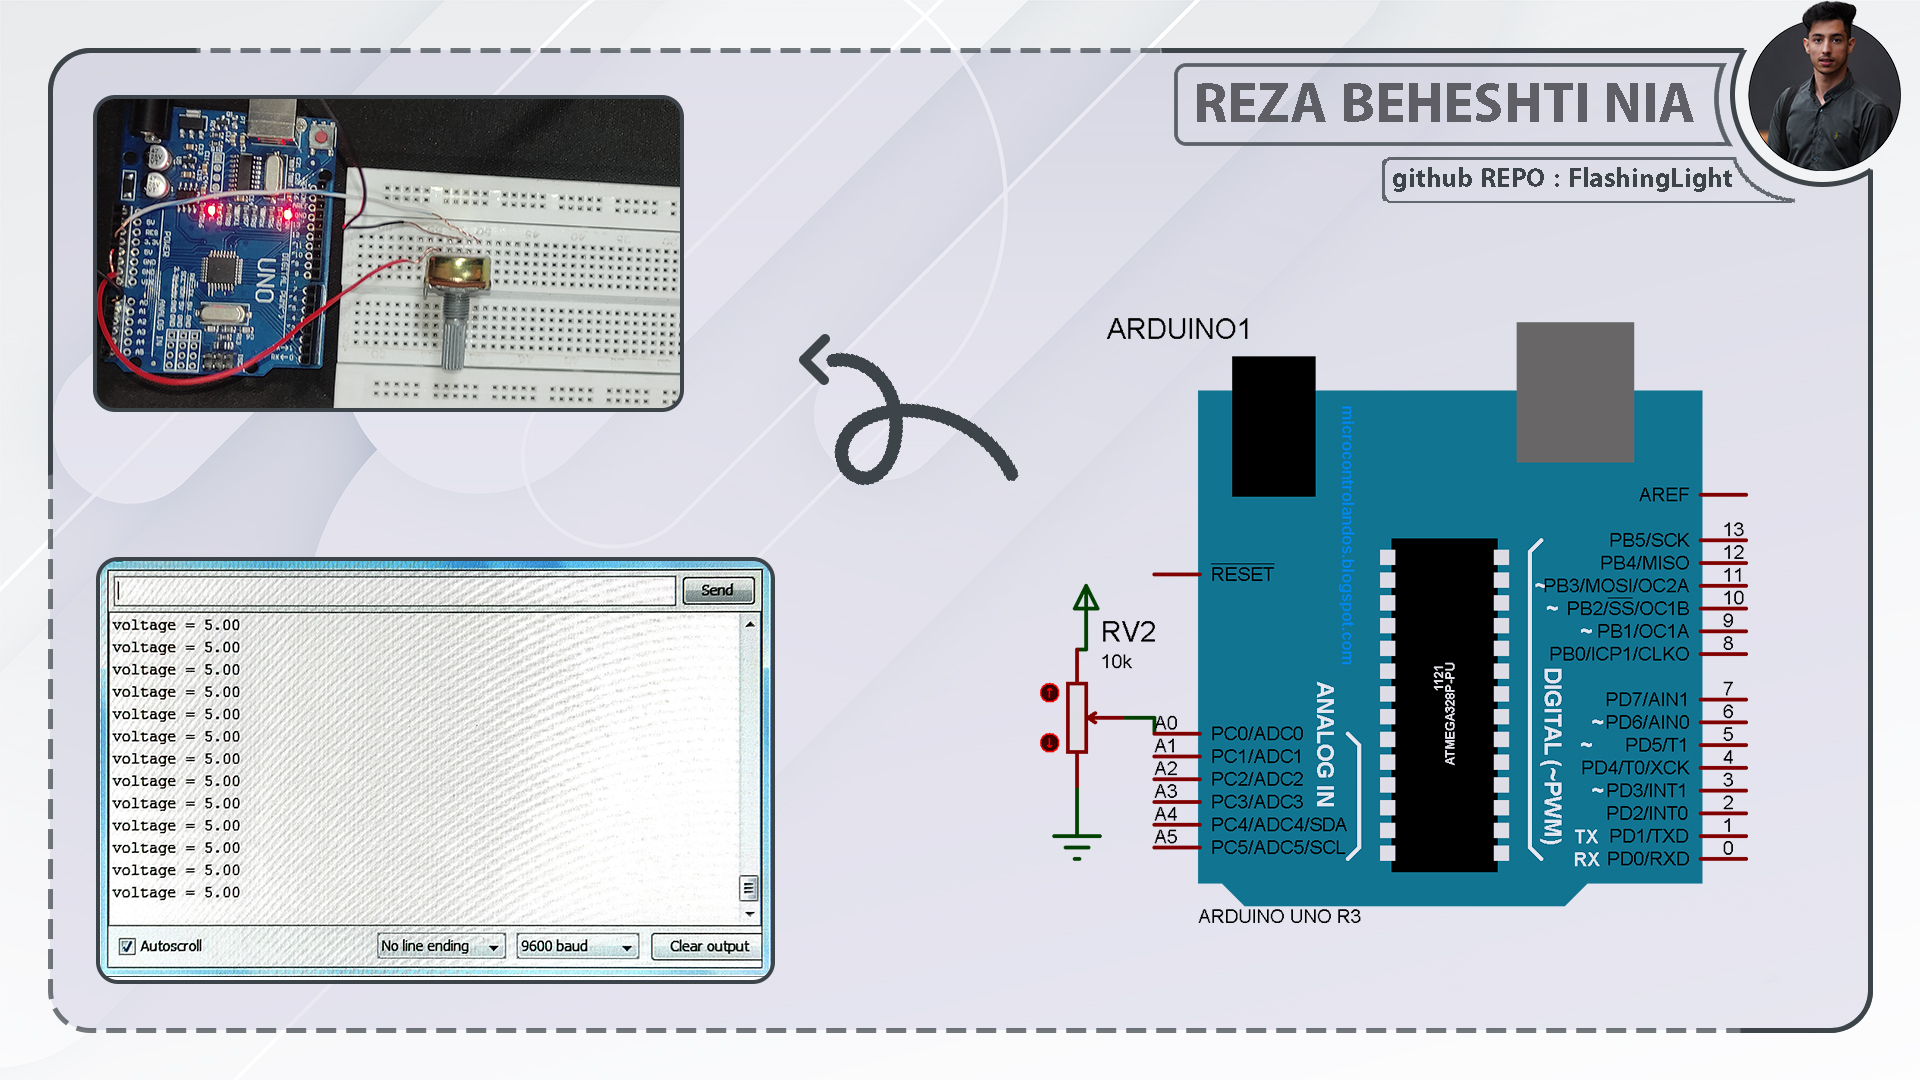 REZA BEHESHTI NIA
github REPO : FlashingLight
UNO
POWER
ANALOG IN
Send
voltage = 5.00
voltage = 5.00
voltage = 5.00
voltage = 5.00
voltage = 5.00
voltage = 5.00
voltage = 5.00
voltage = 5.00
voltage = 5.00
voltage = 5.00
voltage = 5.00
voltage = 5.00
voltage = 5.00
Autoscroll
No line ending
9600 baud
Clear output
ARDUINO1
microcontrolandos.blogspot.com
RESET
RV2
10k
A0 PC0/ADC0
A1 PC1/ADC1
A2 PC2/ADC2
A3 PC3/ADC3
A4 PC4/ADC4/SDA
A5 PC5/ADC5/SCL
ANALOG IN
1121
ATMEGA328P-PU
DIGITAL (~PWM)
AREF
PB5/SCK 13
PB4/MISO 12
~PB3/MOSI/OC2A 11
~ PB2/SS/OC1B 10
~ PB1/OC1A 9
PB0/ICP1/CLKO 8
PD7/AIN1 7
~PD6/AIN0 6
~ PD5/T1 5
PD4/T0/XCK 4
~PD3/INT1 3
PD2/INT0 2
TX PD1/TXD 1
RX PD0/RXD 0
ARDUINO UNO R3